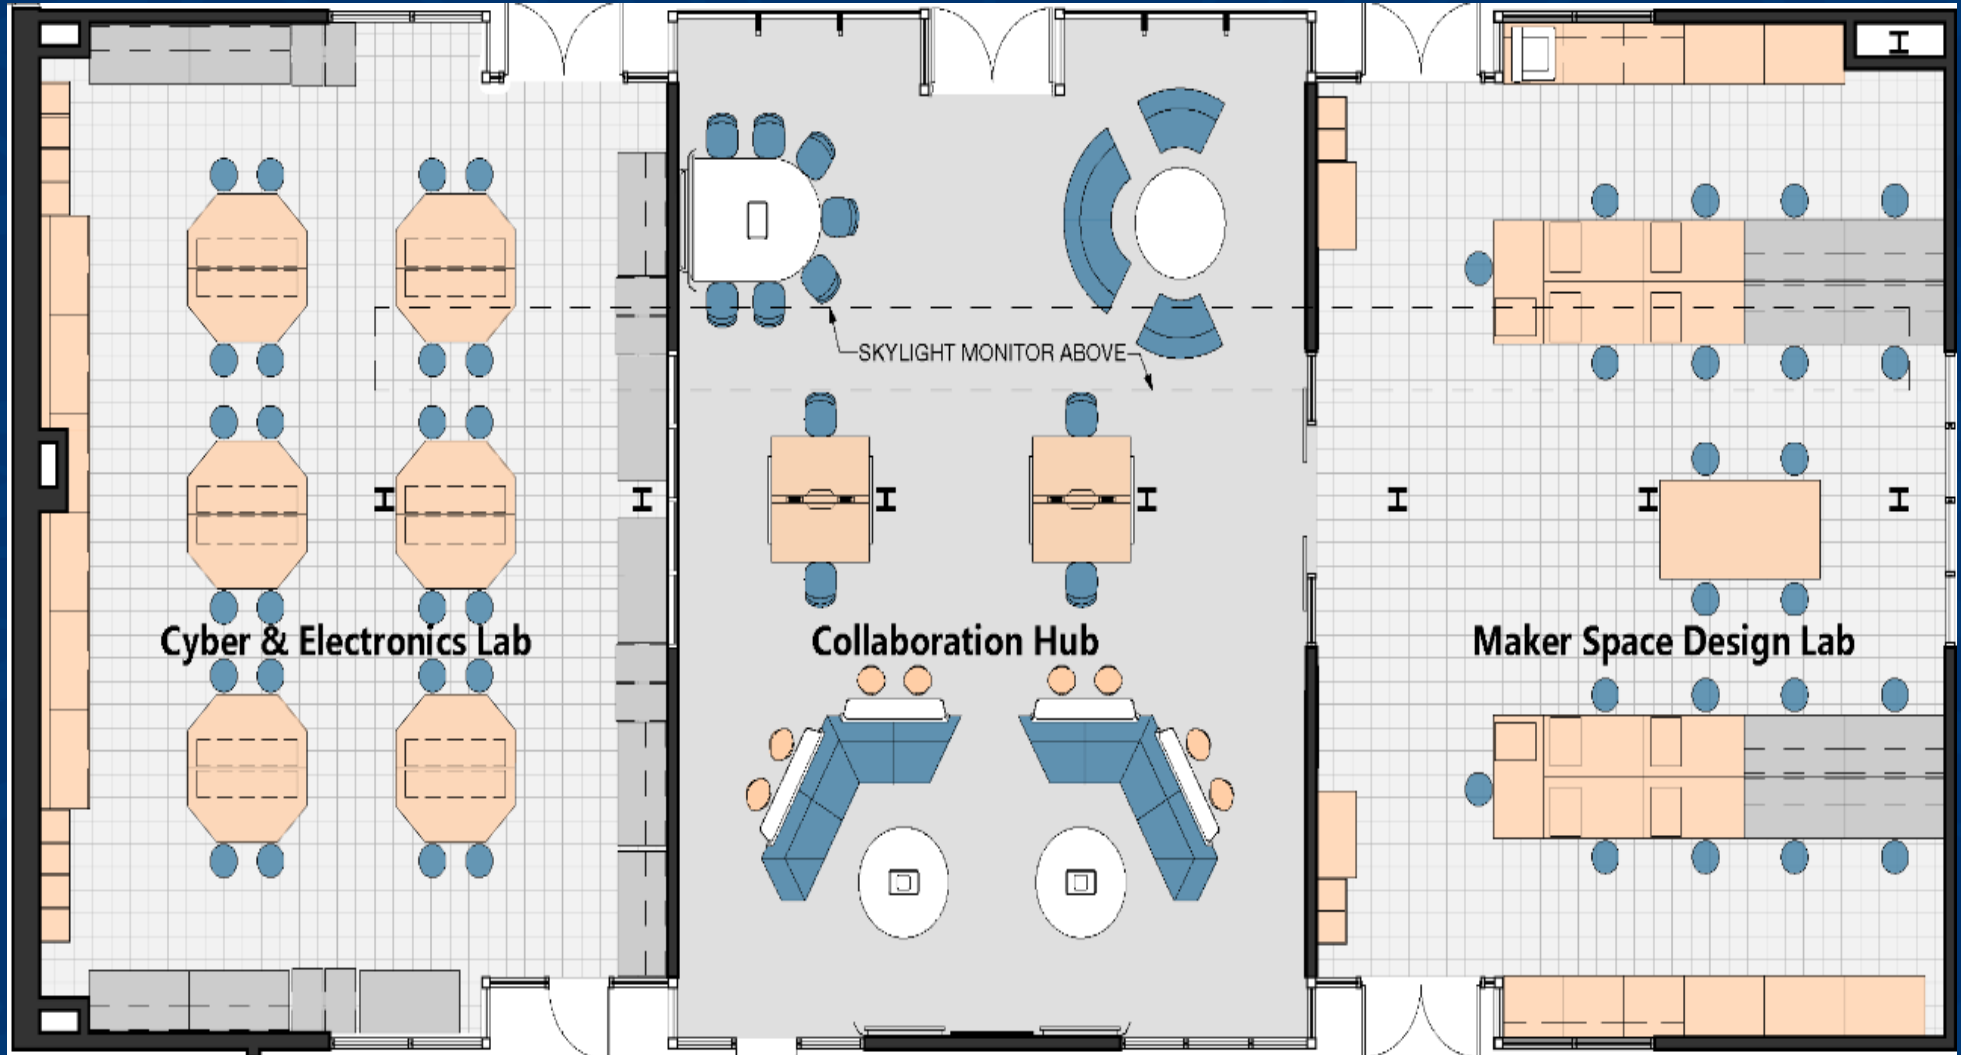 SKYLIGHT MONITOR ABOVE
Cyber & Electronics Lab
Collaboration Hub
Maker Space Design Lab